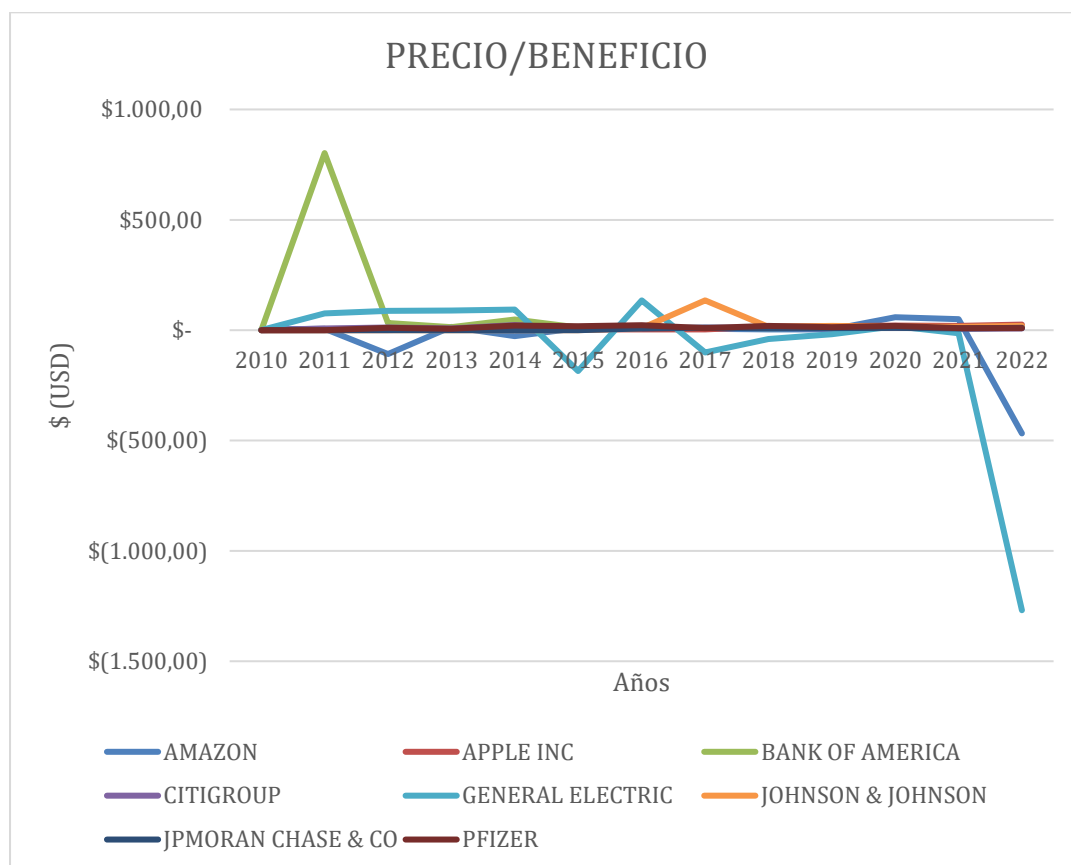 PRECIO/BENEFICIO
$1.000,00
$500,00
$-
$(500,00)
$(1.000,00)
$(1.500,00)
$ (USD)
2010 2011 2012 2013 2014 2015 2016 2017 2018 2019 2020 2021 2022
Años
AMAZON APPLE INC BANK OF AMERICA
CITIGROUP GENERAL ELECTRIC JOHNSON & JOHNSON
JPMORAN CHASE & CO PFIZER